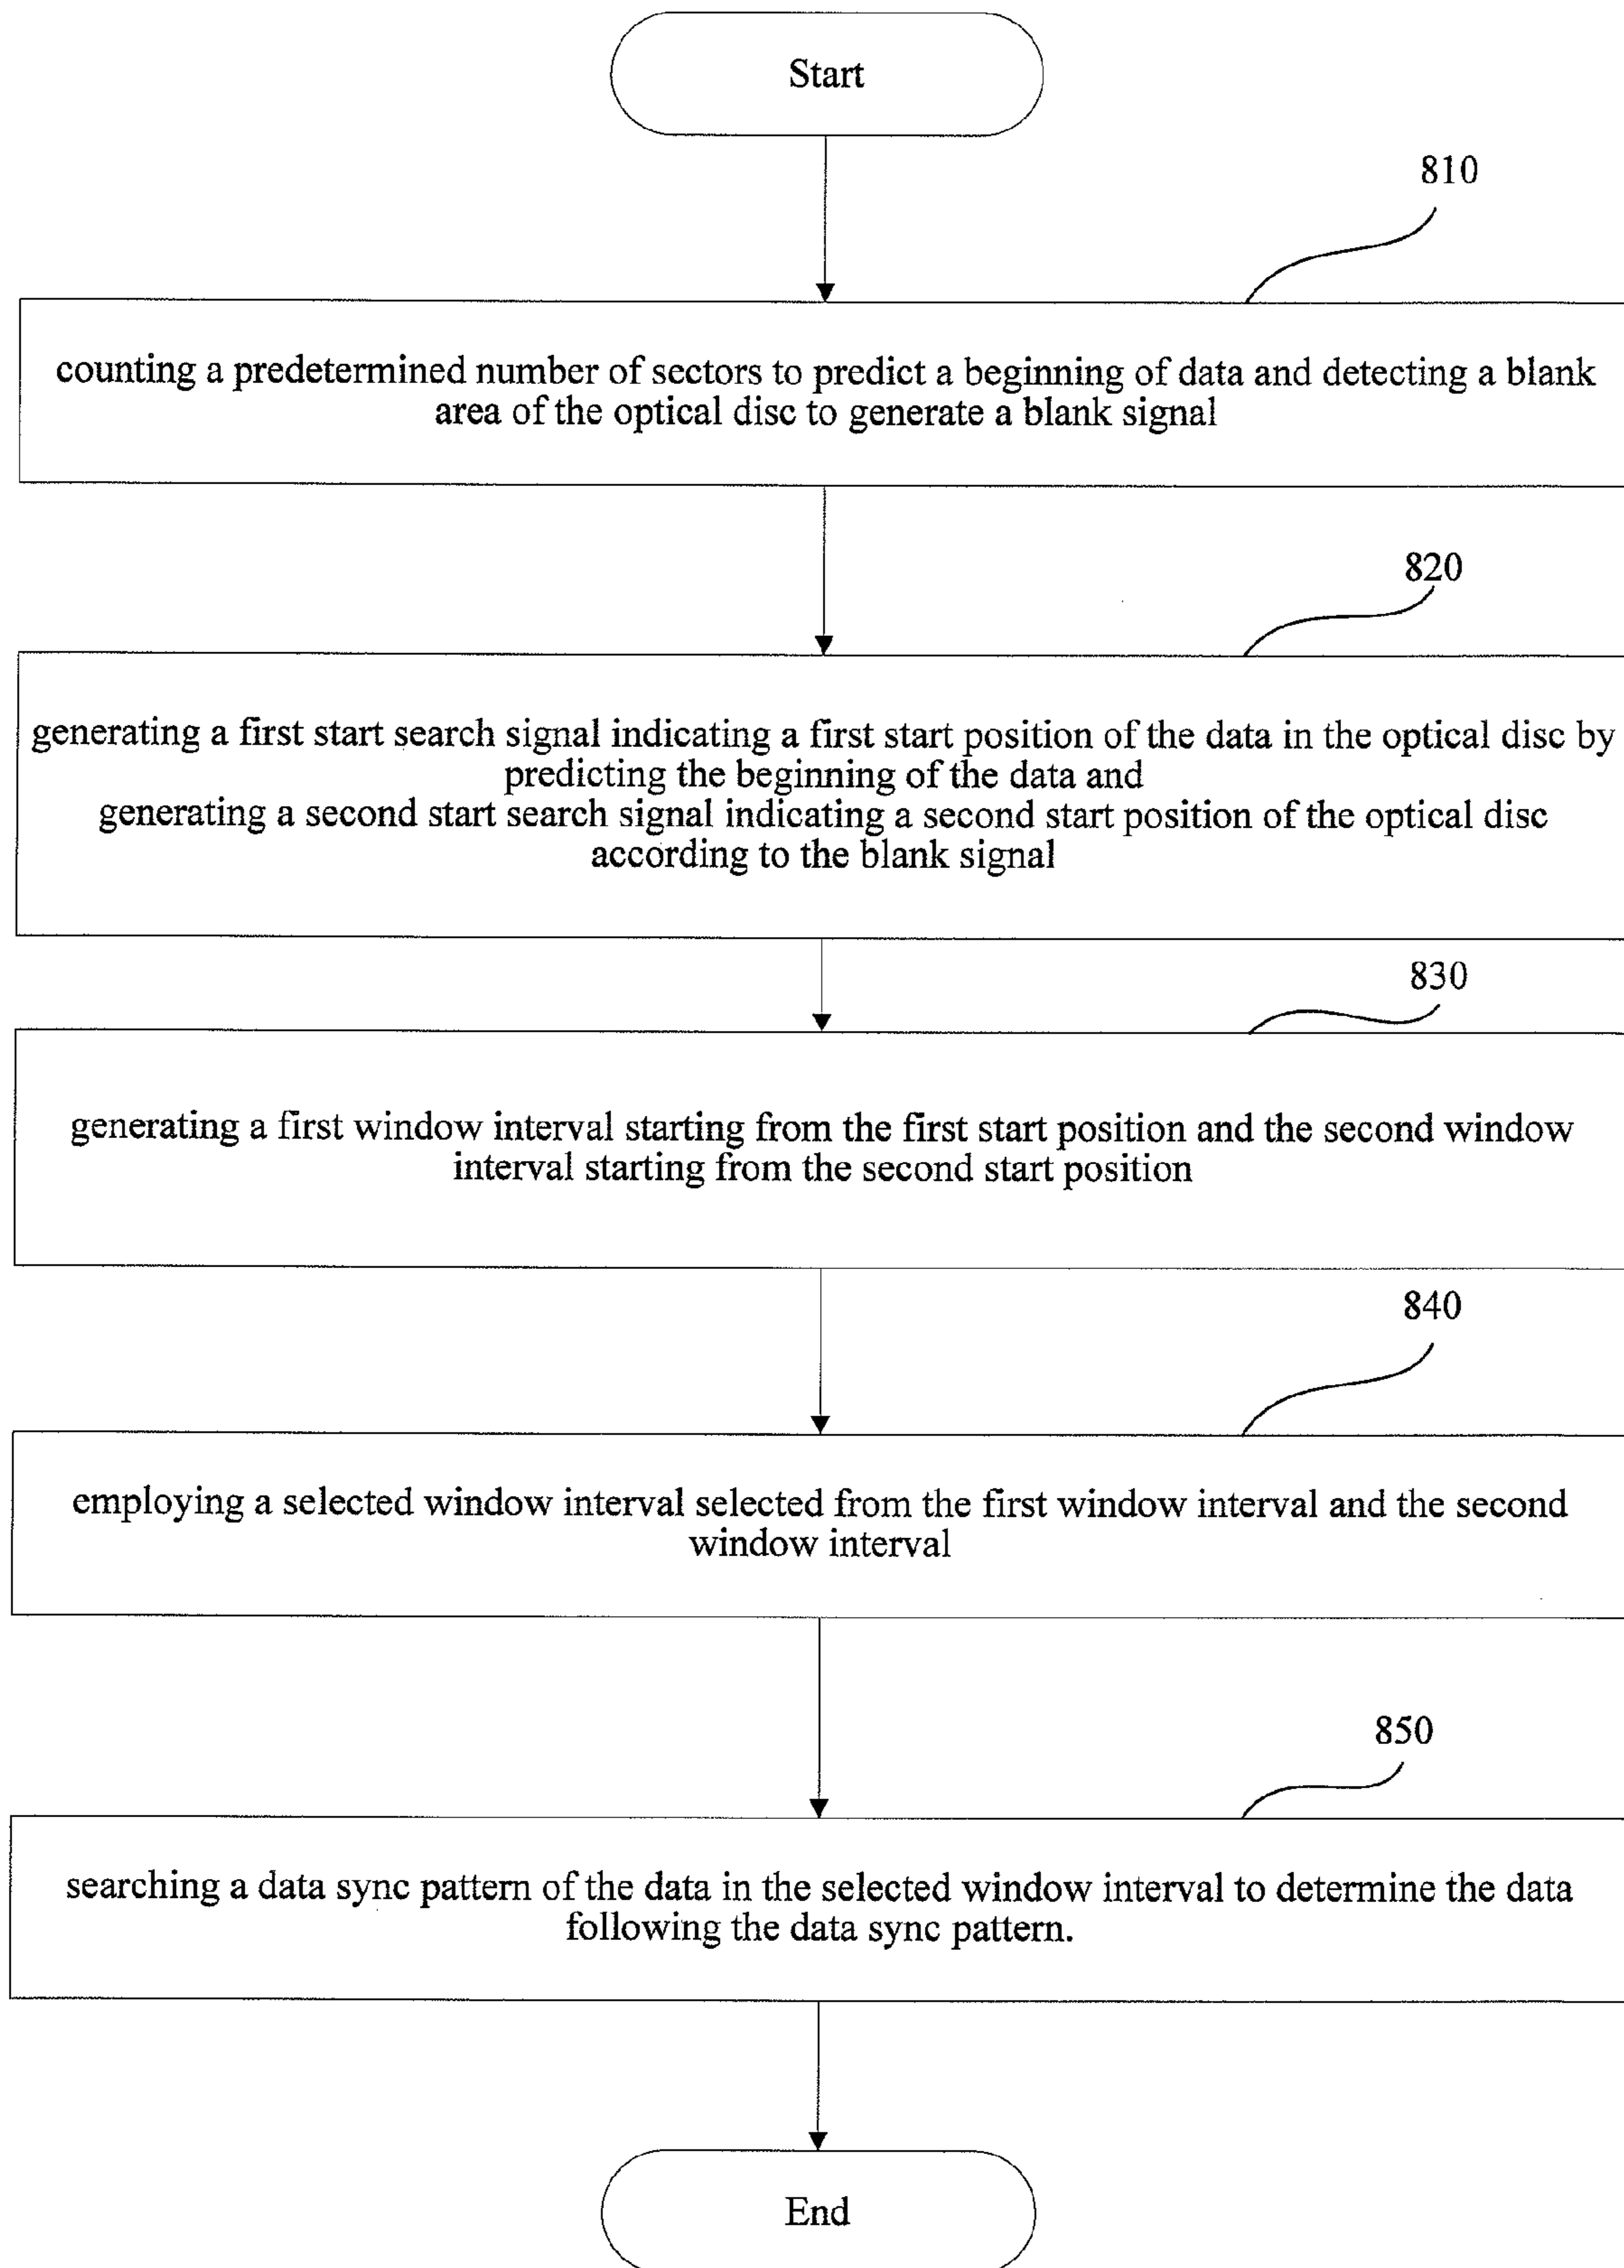 Start
810
counting a predetermined number of sectors to predict a beginning of data and detecting a blank
area of the optical disc to generate a blank signal
820
generating a first start search signal indicating a first start position of the data in the optical disc by
predicting the beginning of the data and
generating a second start search signal indicating a second start position of the optical disc
according to the blank signal
830
generating a first window interval starting from the first start position and the second window
interval starting from the second start position
840
employing a selected window interval selected from the first window interval and the second
window interval
850
searching a data sync pattern of the data in the selected window interval to determine the data
following the data sync pattern.
End